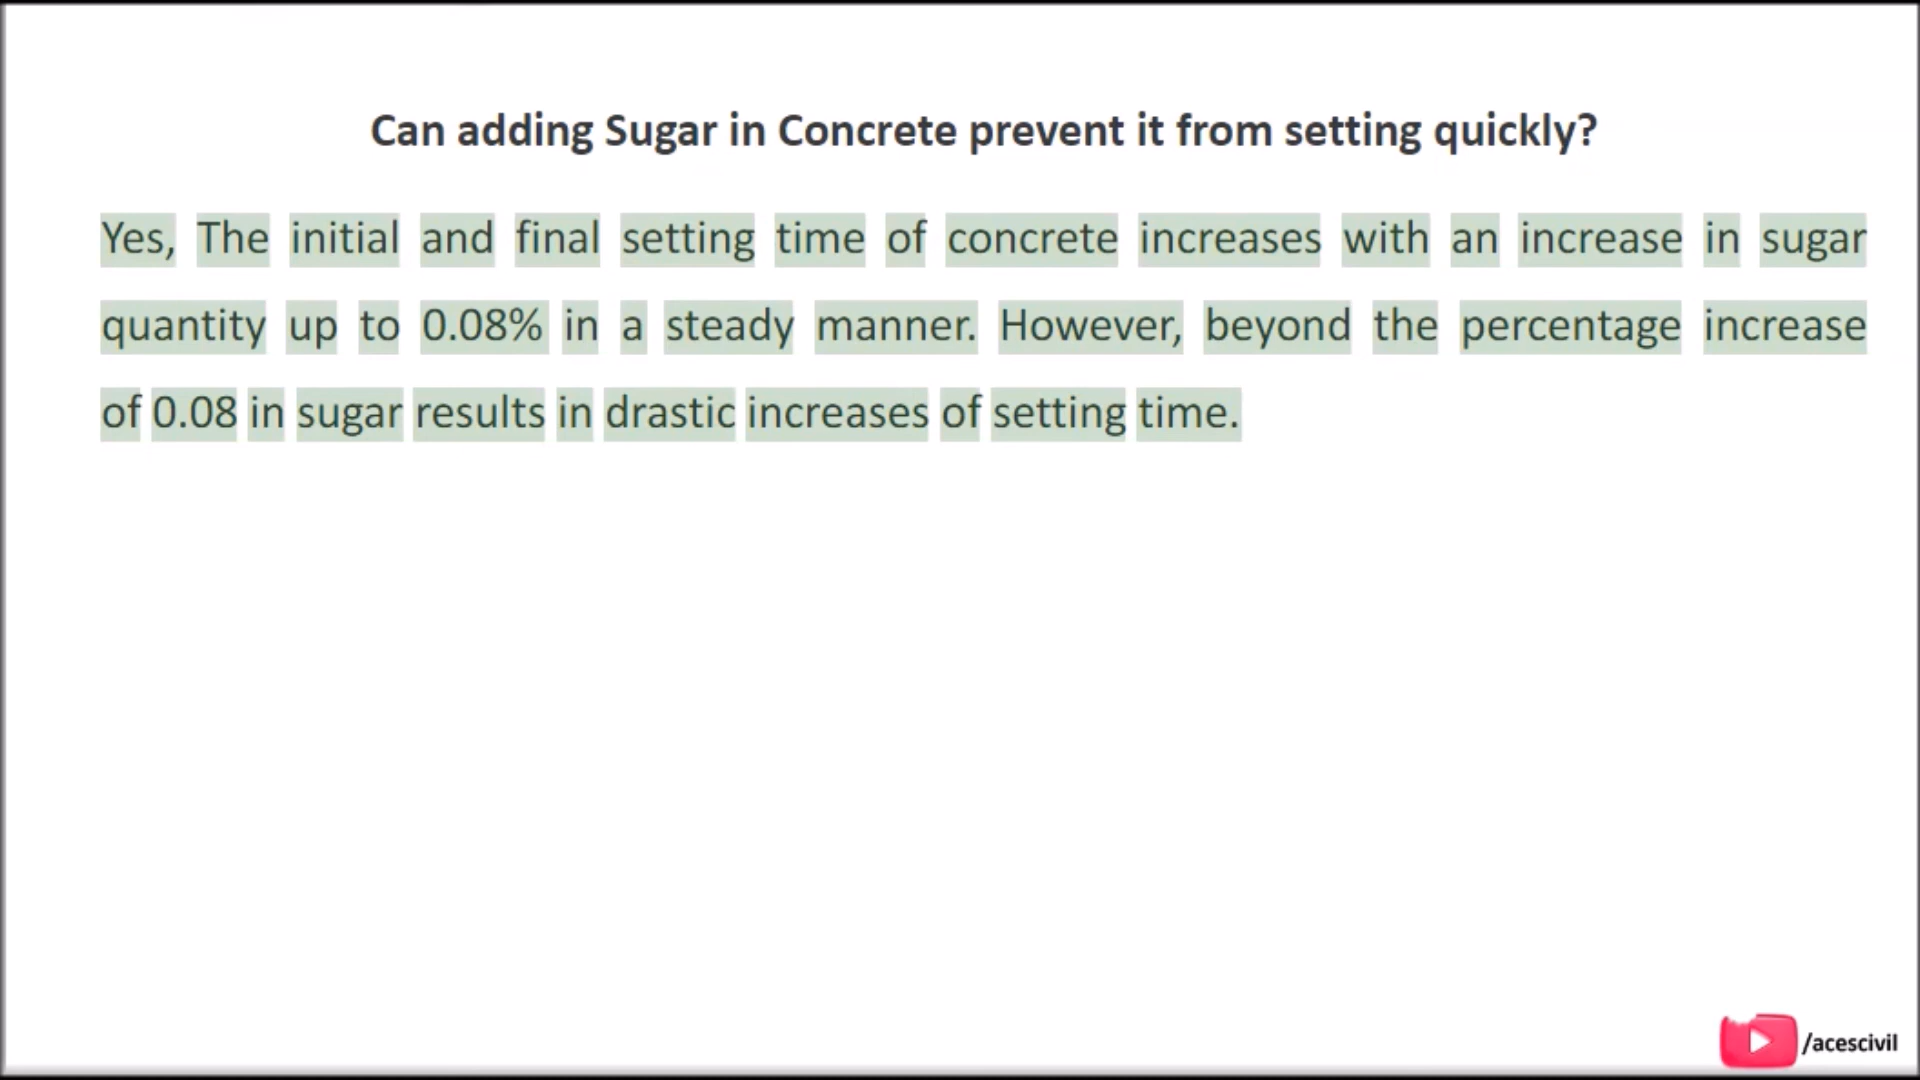 Can adding Sugar in Concrete prevent it from setting quickly?
Yes, The initial and final setting time of concrete increases with an increase in sugar
quantity up to 0.08% in a steady manner. However, beyond the percentage increase
of 0.08 in sugar results in drastic increases of setting time.
/acescivil